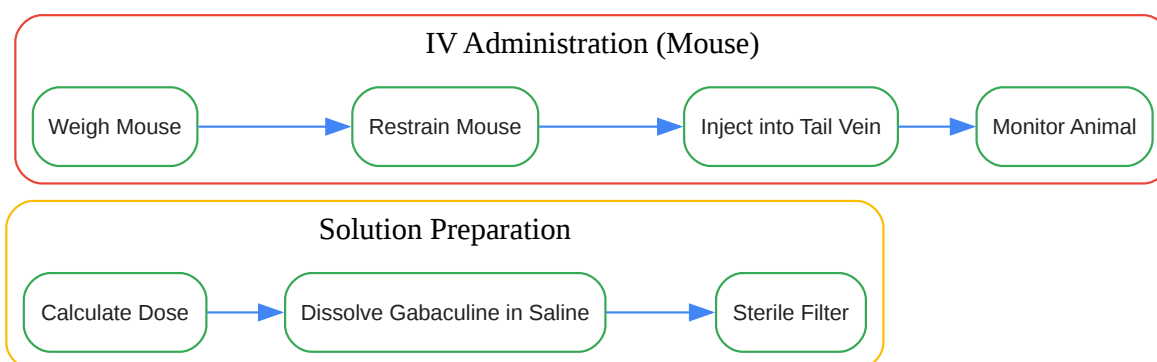 IV Administration (Mouse)
Weigh Mouse
Restrain Mouse
Inject into Tail Vein
Monitor Animal
Solution Preparation
Calculate Dose
Dissolve Gabaculine in Saline
Sterile Filter